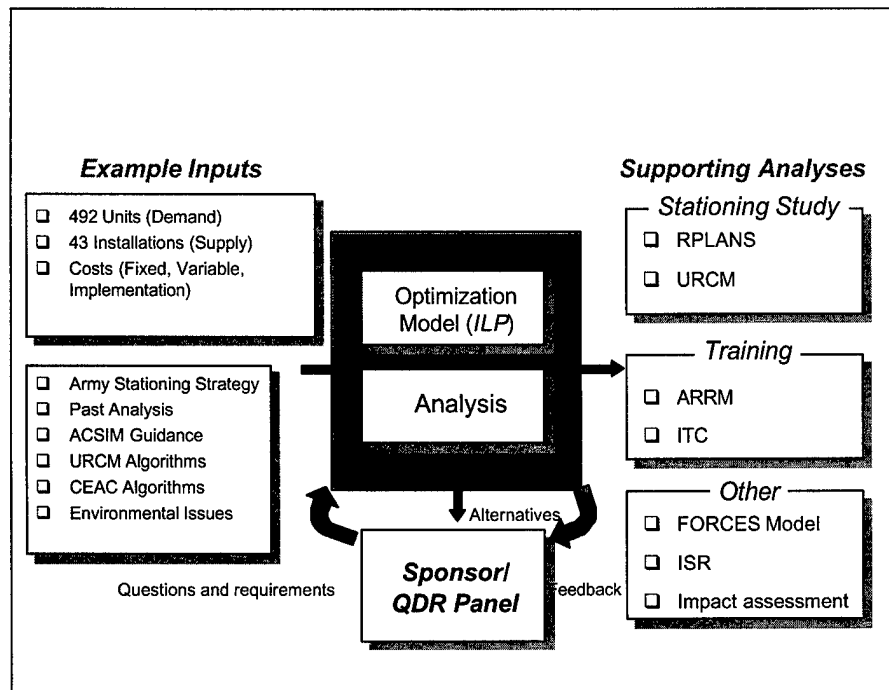 Example Inputs
492 Units (Demand)
43 Installations (Supply)
Costs (Fixed, Variable,
Implementation)
Army Stationing Strategy
Past Analysis
ACSIM Guidance
URCM Algorithms
CEAC Algorithms
Environmental Issues
Optimization
Model (ILP)
Analysis
Alternatives
Questions and requirements
Sponsor/
QDR Panel
Feedback
Supporting Analyses
Stationing Study
RPLANS
URCM
Training
ARRM
ITC
Other
FORCES Model
ISR
Impact assessment